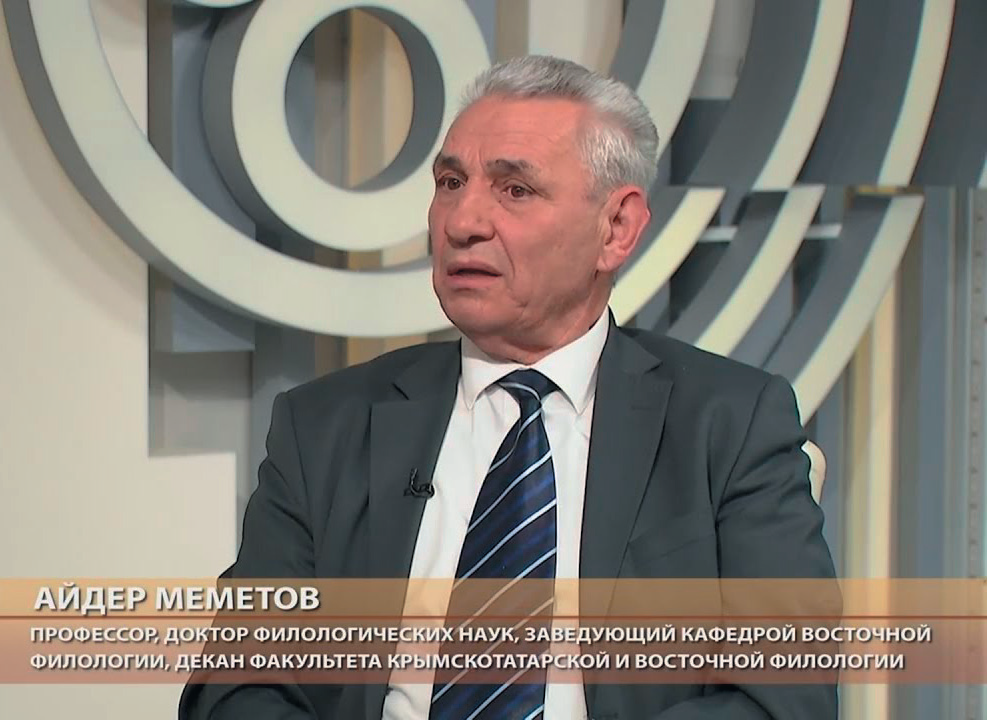 АЙДЕР МЕМЕТОВ
ПРОФЕССОР, ДОКТОР ФИЛОЛОГИЧЕСКИХ НАУК, ЗАВЕДУЮЩИЙ КАФЕДРОЙ ВОСТОЧНОЙ
ФИЛОЛОГИИ, ДЕКАН ФАКУЛЬТЕТА КРЫМСКОТАТАРСКОЙ И ВОСТОЧНОЙ ФИЛОЛОГИИ